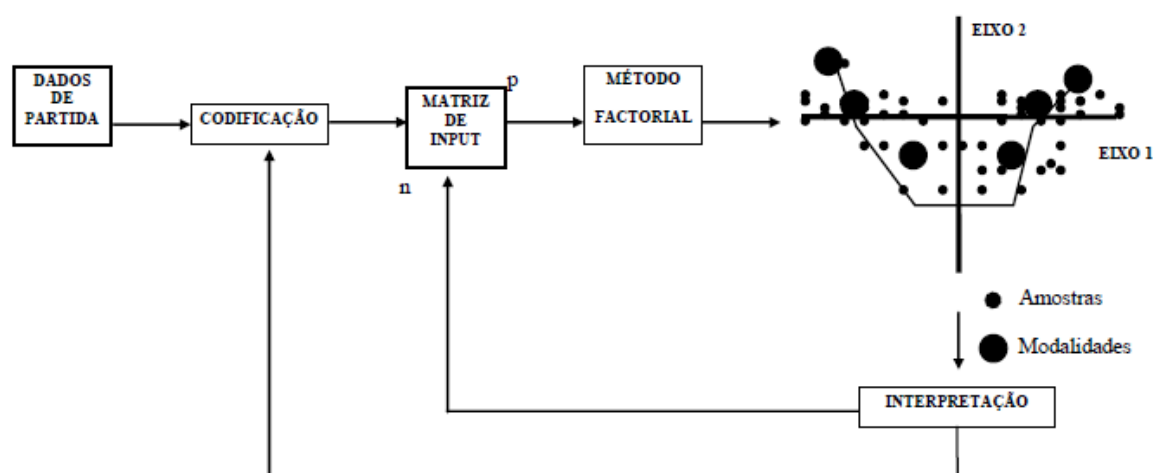 DADOS
DE
PARTIDA
CODIFICAÇÃO
MATRIZ
DE
INPUT
p
n
MÉTODO
FACTORIAL
EIXO 2
EIXO 1
Amostras
Modalidades
INTERPRETAÇÃO